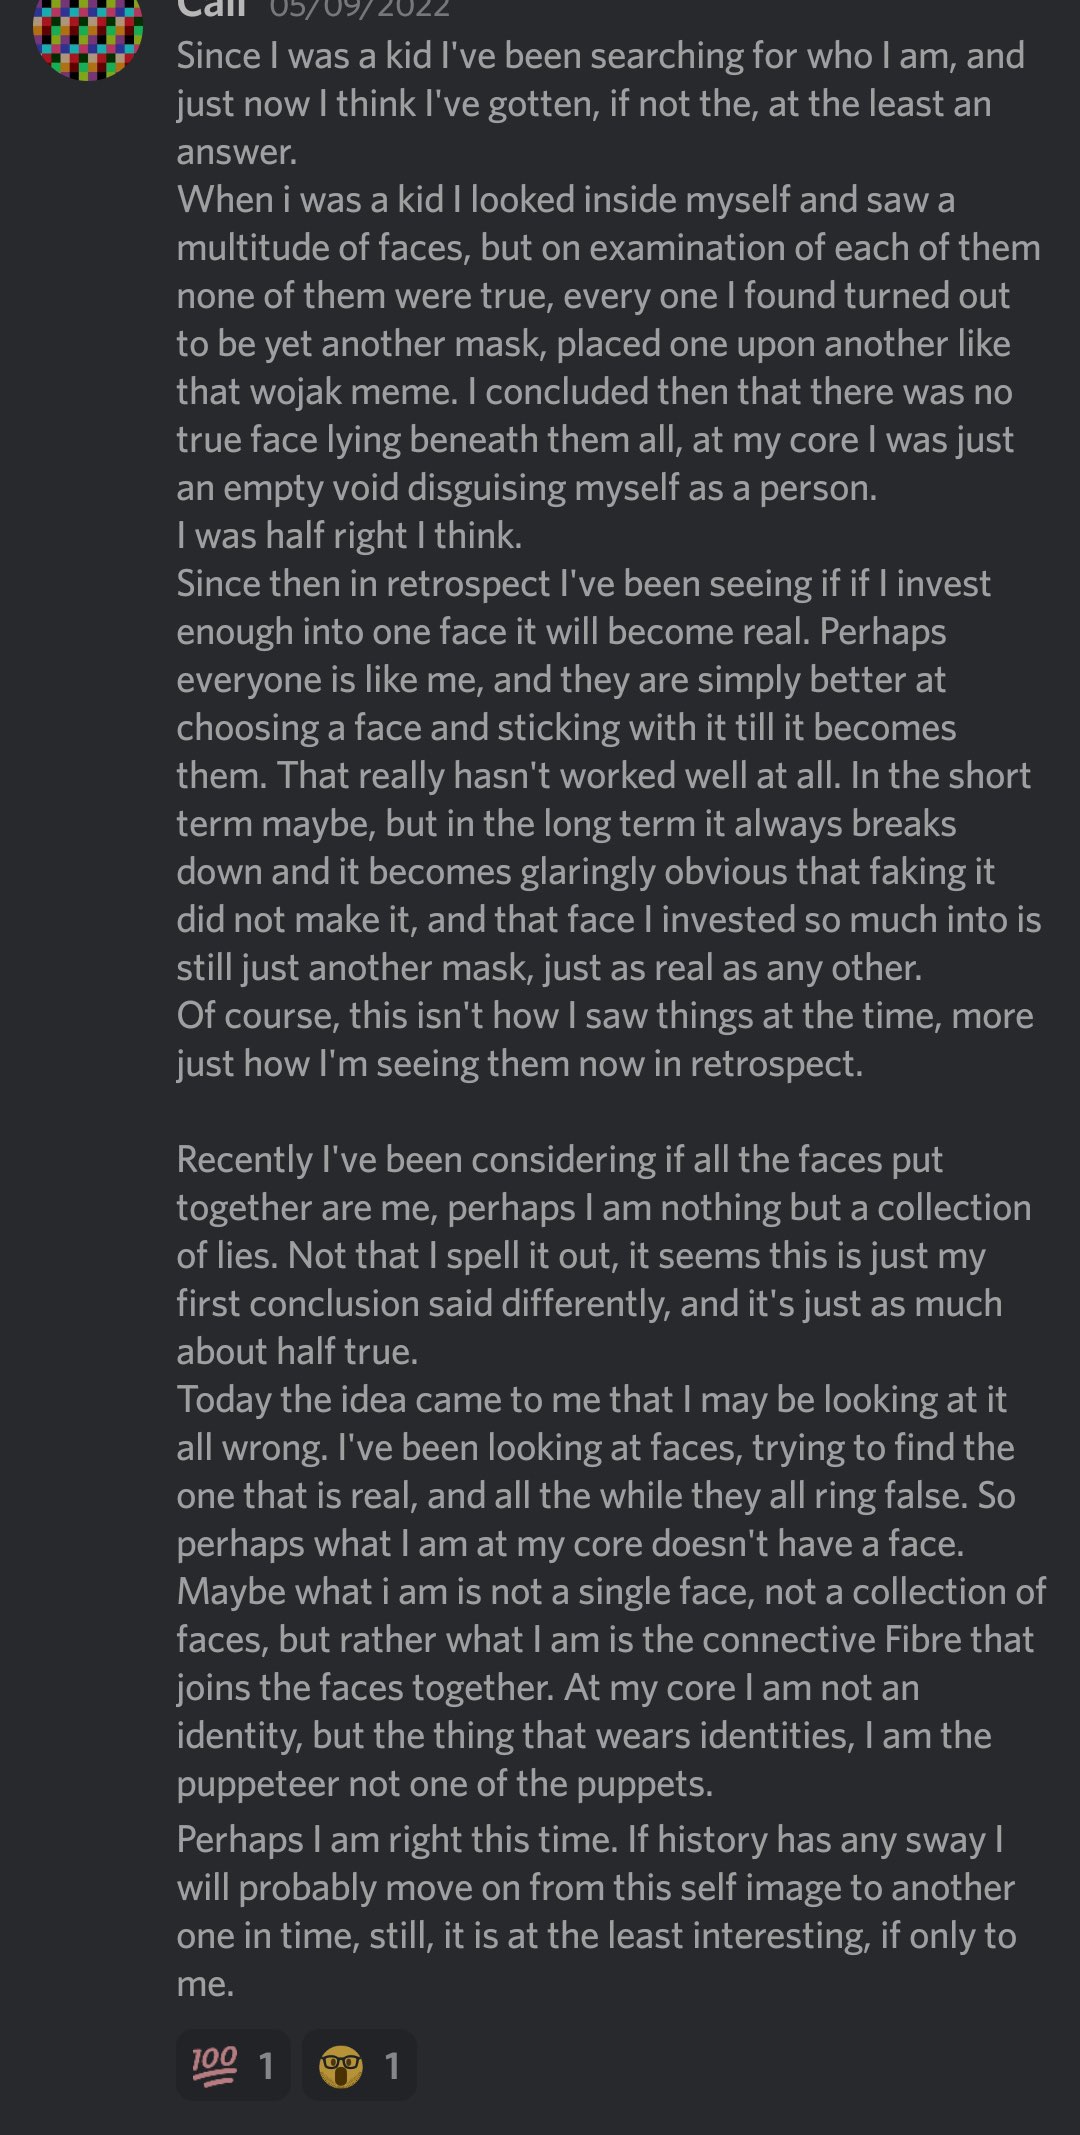 Call 05/09/2022
Since I was a kid I've been searching for who I am, and
just now I think I've gotten, if not the, at the least an
answer.
When i was a kid I looked inside myself and saw a
multitude of faces, but on examination of each of them
none of them were true, every one I found turned out
to be yet another mask, placed one upon another like
that wojak meme. I concluded then that there was no
true face lying beneath them all, at my core I was just
an empty void disguising myself as a person.
I was half right I think.
Since then in retrospect I've been seeing if if I invest
enough into one face it will become real. Perhaps
everyone is like me, and they are simply better at
choosing a face and sticking with it till it becomes
them. That really hasn't worked well at all. In the short
term maybe, but in the long term it always breaks
down and it becomes glaringly obvious that faking it
did not make it, and that face I invested so much into is
still just another mask, just as real as any other.
Of course, this isn't how I saw things at the time, more
just how I'm seeing them now in retrospect.
Recently I've been considering if all the faces put
together are me, perhaps I am nothing but a collection
of lies. Not that I spell it out, it seems this is just my
first conclusion said differently, and it's just as much
about half true.
Today the idea came to me that I may be looking at it
all wrong. I've been looking at faces, trying to find the
one that is real, and all the while they all ring false. So
perhaps what I am at my core doesn't have a face.
Maybe what i am is not a single face, not a collection of
faces, but rather what I am is the connective Fibre that
joins the faces together. At my core I am not an
identity, but the thing that wears identities, I am the
puppeteer not one of the puppets.
Perhaps I am right this time. If history has any sway I
will probably move on from this self image to another
one in time, still, it is at the least interesting, if only to
me.
100 1 1